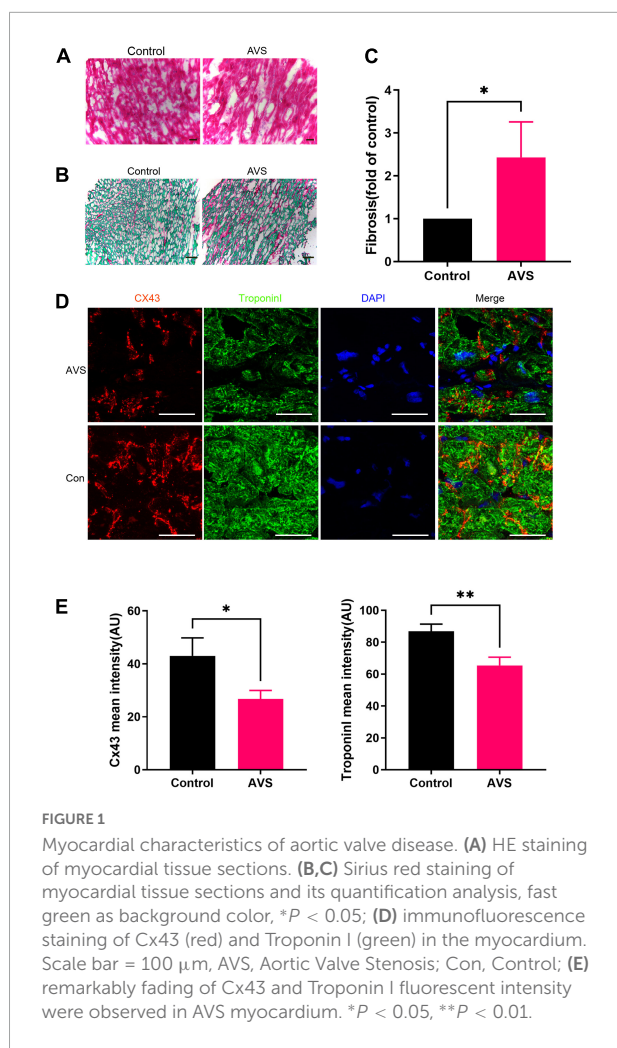 A
Control
AVS
B
Control
AVS
C
Fibrosis(fold of control)
4
3
2
1
0
*
Control
AVS
D
CX43
TroponinI
DAPI
Merge
AVS
Con
E
Cx43 mean intensity(AU)
60
40
20
0
*
Control
AVS
TroponinI mean intensity(AU)
100
80
60
40
20
0
**
Control
AVS
FIGURE 1
Myocardial characteristics of aortic valve disease. (A) HE staining
of myocardial tissue sections. (B,C) Sirius red staining of
myocardial tissue sections and its quantification analysis, fast
green as background color, *P < 0.05; (D) immunofluorescence
staining of Cx43 (red) and Troponin I (green) in the myocardium.
Scale bar = 100 μm, AVS, Aortic Valve Stenosis; Con, Control; (E)
remarkably fading of Cx43 and Troponin I fluorescent intensity
were observed in AVS myocardium. *P < 0.05, **P < 0.01.